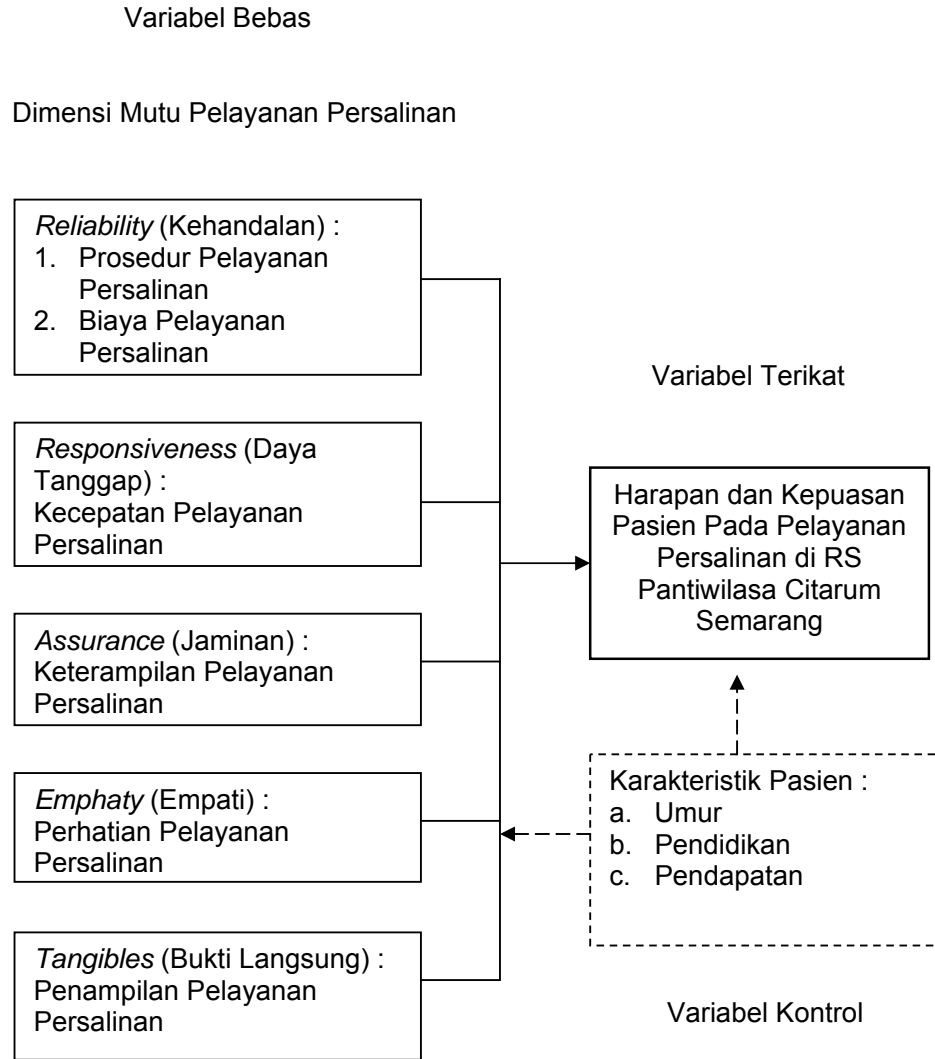 Variabel Bebas
Dimensi Mutu Pelayanan Persalinan
Reliability (Kehandalan) :
1. Prosedur Pelayanan
Persalinan
2. Biaya Pelayanan
Persalinan
Responsiveness (Daya
Tanggap) :
Kecepatan Pelayanan
Persalinan
Assurance (Jaminan) :
Keterampilan Pelayanan
Persalinan
Emphaty (Empati) :
Perhatian Pelayanan
Persalinan
Tangibles (Bukti Langsung) :
Penampilan Pelayanan
Persalinan
Variabel Terikat
Harapan dan Kepuasan
Pasien Pada Pelayanan
Persalinan di RS
Pantiwilasa Citarum
Semarang
Karakteristik Pasien :
a. Umur
b. Pendidikan
c. Pendapatan
Variabel Kontrol